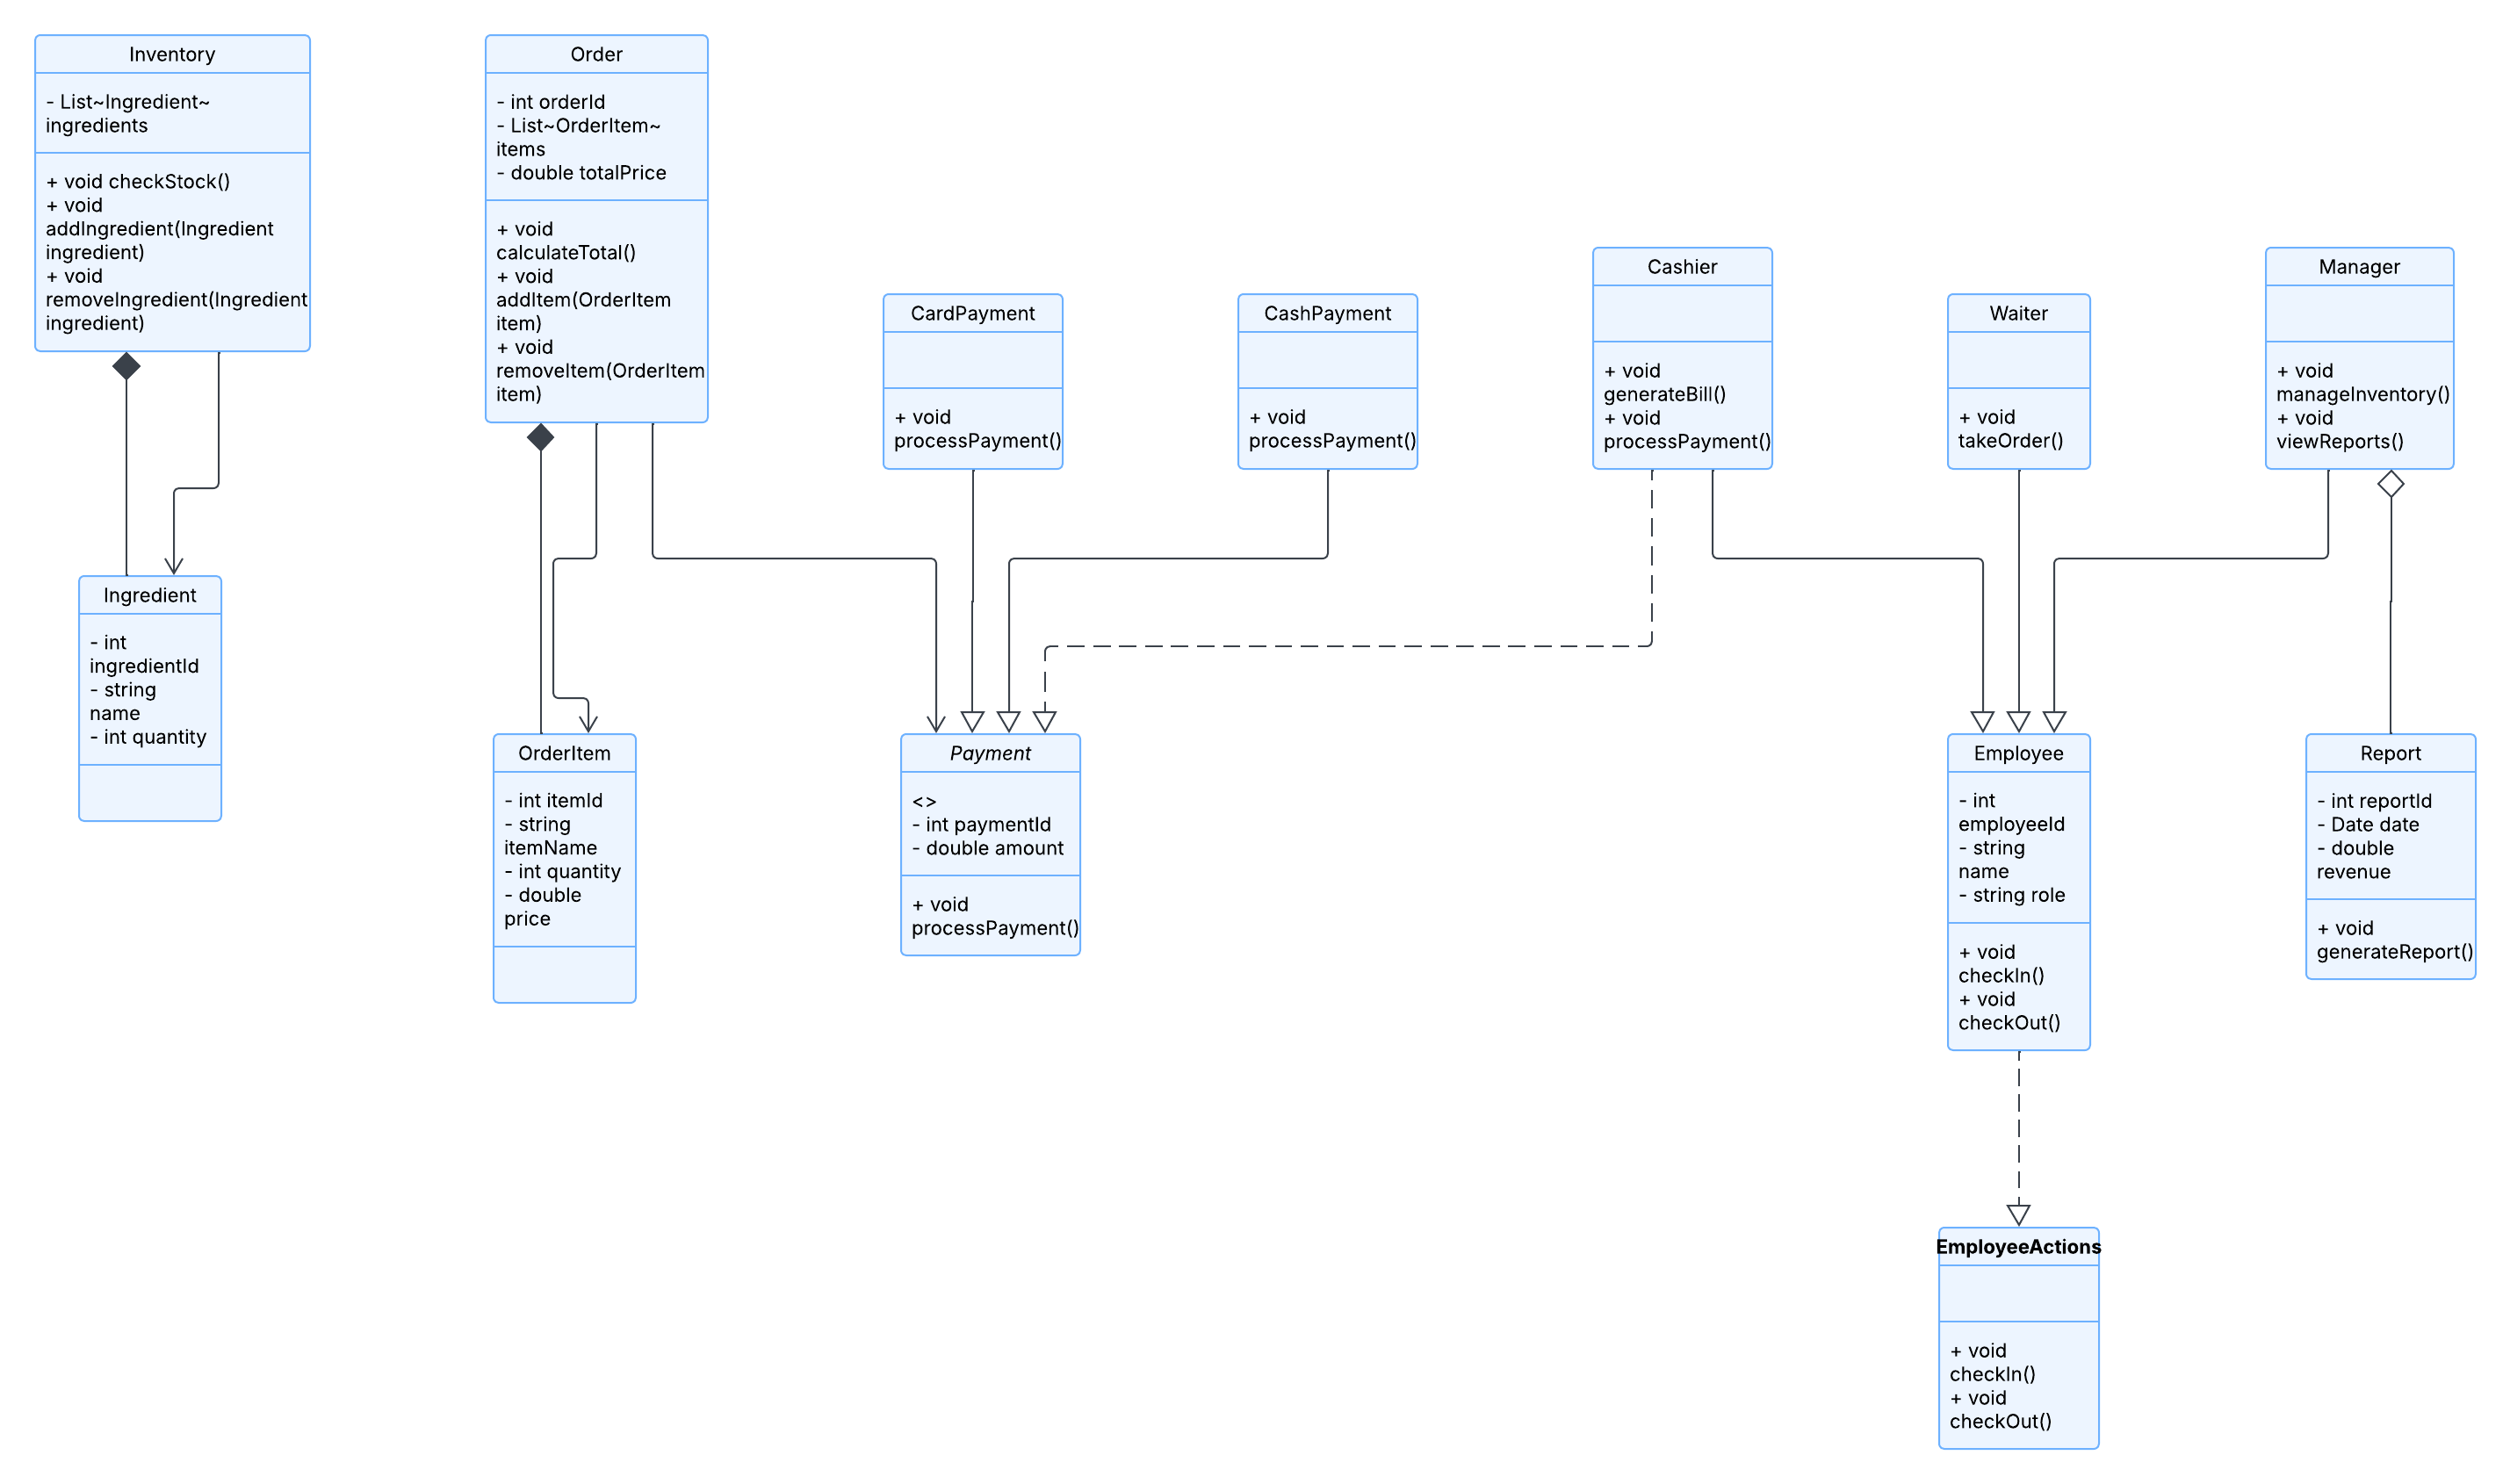 Inventory
- List~Ingredient~
ingredients
+ void checkStock()
+ void
addIngredient(Ingredient
ingredient)
+ void
removeIngredient(Ingredient
ingredient)
Order
- int orderId
- List~OrderItem~
items
- double totalPrice
+ void
calculateTotal()
+ void
addItem(OrderItem
item)
+ void
removeItem(OrderItem
item)
CardPayment
+ void
processPayment()
CashPayment
+ void
processPayment()
Cashier
+ void
generateBill()
+ void
processPayment()
Waiter
+ void
takeOrder()
Manager
+ void
manageInventory()
+ void
viewReports()
Ingredient
- int
ingredientId
- string
name
- int quantity
OrderItem
- int itemId
- string
itemName
- int quantity
- double
price
Payment
<>
- int paymentId
- double amount
+ void
processPayment()
Employee
- int
employeeId
- string
name
- string role
+ void
checkIn()
+ void
checkOut()
Report
- int reportId
- Date date
- double
revenue
+ void
generateReport()
EmployeeActions
+ void
checkIn()
+ void
checkOut()